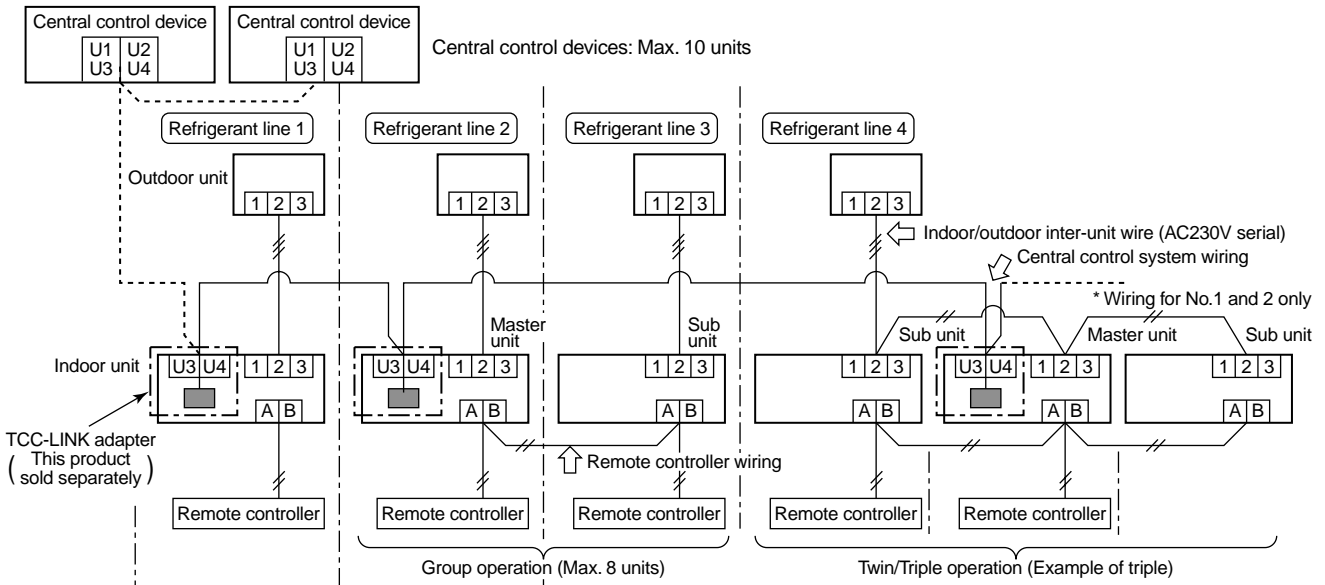 Central control device
U1 U2
U3 U4
Central control device
U1 U2
U3 U4
Central control devices: Max. 10 units
Refrigerant line 1
Refrigerant line 2
Refrigerant line 3
Refrigerant line 4
Outdoor unit
1 2 3
1 2 3
1 2 3
1 2 3
Indoor/outdoor inter-unit wire (AC230V serial)
Central control system wiring
* Wiring for No.1 and 2 only
Master
unit
Sub
unit
Sub unit
Master unit
Sub unit
Indoor unit
U3 U4
1 2 3
U3 U4
1 2 3
1 2 3
1 2 3
U3 U4
1 2 3
1 2 3
A B
A B
A B
A B
A B
A B
TCC-LINK adapter
( This product
sold separately )
Remote controller wiring
Remote controller
Remote controller
Remote controller
Remote controller
Remote controller
Group operation (Max. 8 units)
Twin/Triple operation (Example of triple)